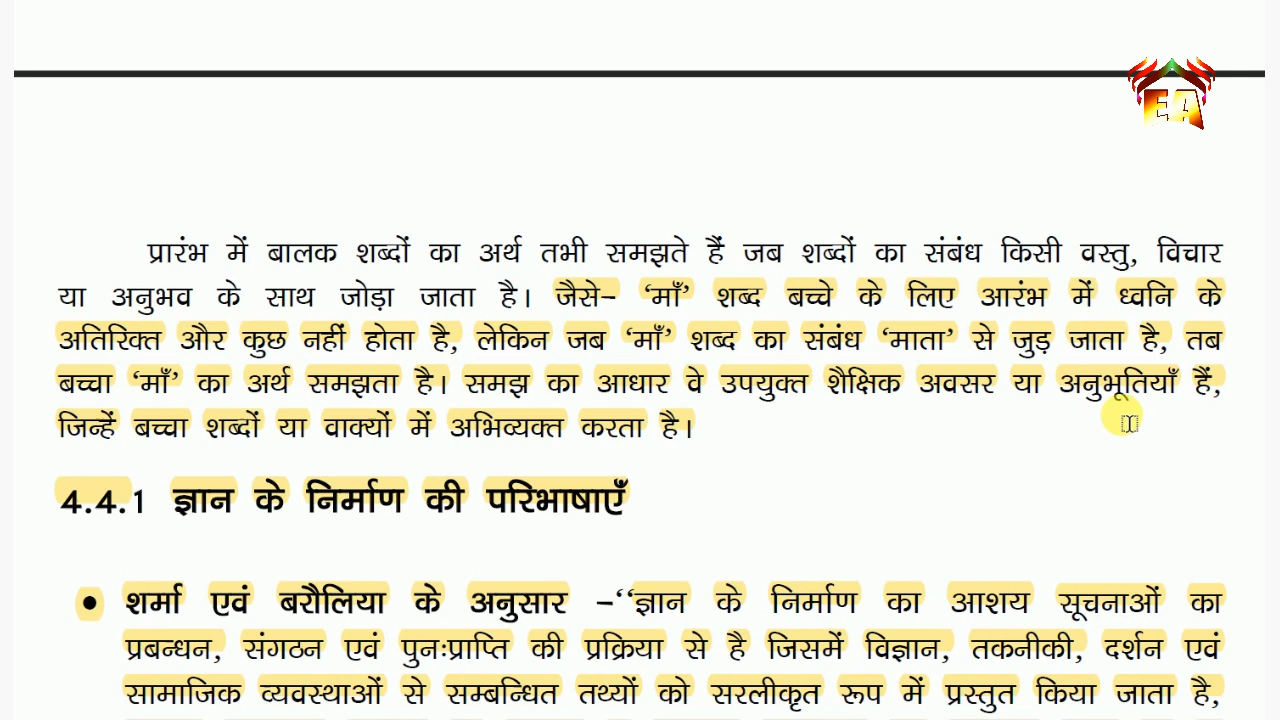 EA
प्रारंभ में बालक शब्दों का अर्थ तभी समझते हैं जब शब्दों का संबंध किसी वस्तु, विचार
या अनुभव के साथ जोड़ा जाता है। जैसे– ‘माँ’ शब्द बच्चे के लिए आरंभ में ध्वनि के
अतिरिक्त और कुछ नहीं होता है, लेकिन जब ‘माँ’ शब्द का संबंध ‘माता’ से जुड़ जाता है, तब
बच्चा ‘माँ’ का अर्थ समझता है। समझ का आधार वे उपयुक्त शैक्षिक अवसर या अनुभूतियाँ हैं,
जिन्हें बच्चा शब्दों या वाक्यों में अभिव्यक्त करता है।
4.4.1 ज्ञान के निर्माण की परिभाषाएँ
• शर्मा एवं बरौलिया के अनुसार –‘‘ज्ञान के निर्माण का आशय सूचनाओं का
प्रबन्धन, संगठन एवं पुनःप्राप्ति की प्रक्रिया से है जिसमें विज्ञान, तकनीकी, दर्शन एवं
सामाजिक व्यवस्थाओं से सम्बन्धित तथ्यों को सरलीकृत रूप में प्रस्तुत किया जाता है,